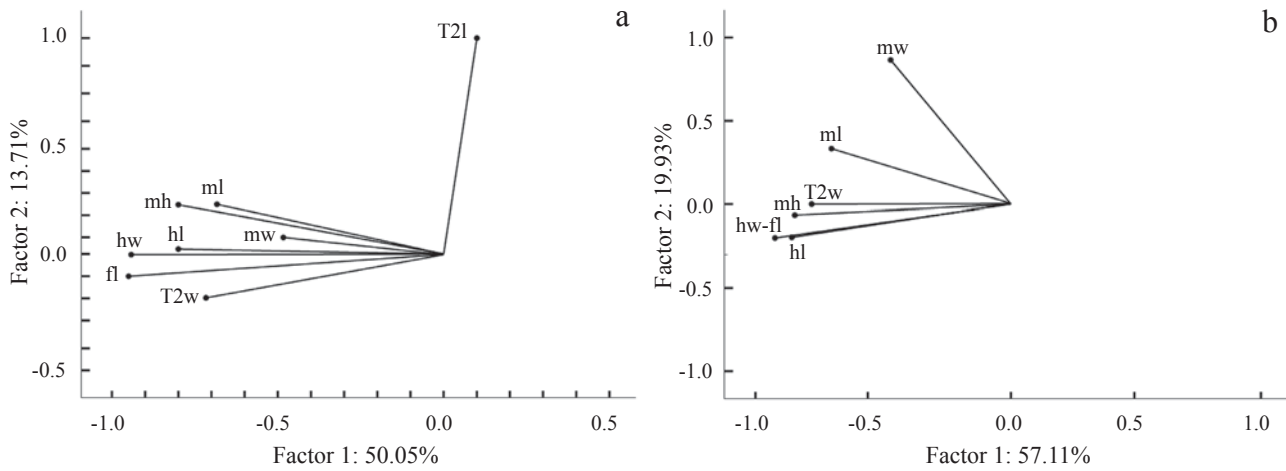 a
1.0
0.5
0.0
-0.5
Factor 2: 13.71%
T2l
mh
ml
hw
hl
mw
fl
T2w
-1.0
-0.5
0.0
0.5
Factor 1: 50.05%
b
1.0
0.5
0.0
-0.5
-1.0
Factor 2: 19.93%
mw
ml
T2w
mh
hw-fl
hl
-1.0
-0.5
0.0
0.5
1.0
Factor 1: 57.11%